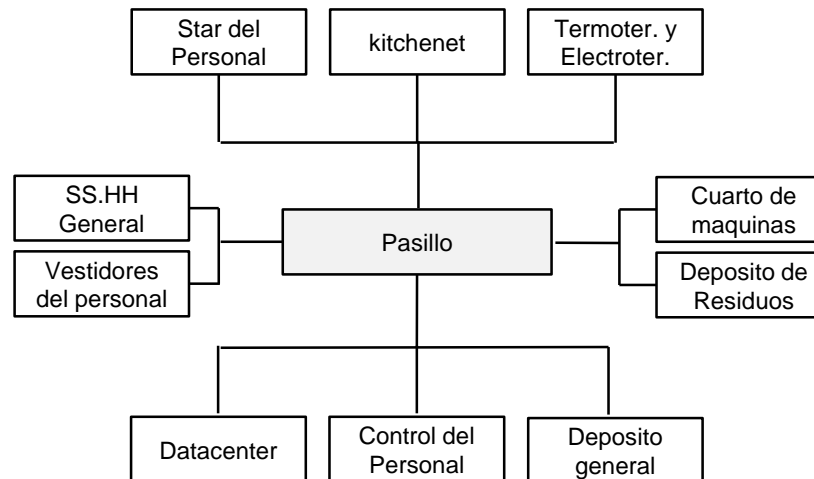 Star del
Personal
kitchenet
Termoter. y
Electroter.
SS.HH
General
Vestidores
del personal
Pasillo
Cuarto de
maquinas
Deposito de
Residuos
Datacenter
Control del
Personal
Deposito
general